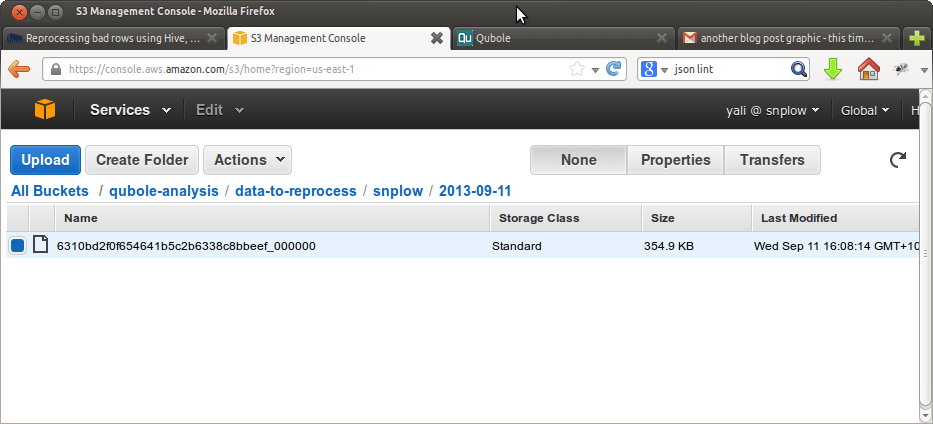 S3 Management Console - Mozilla Firefox
Reprocessing bad rows using Hive, ... S3 Management Console Qu Qubole another blog post graphic - this tim...
https://console.aws.amazon.com/s3/home?region=us-east-1 8 json lint
Services Edit yali @ snplow Global H
Upload Create Folder Actions None Properties Transfers
All Buckets / qubole-analysis / data-to-reprocess / snplow / 2013-09-11
Name Storage Class Size Last Modified
6310bd2f0f654641b5c2b6338c8bbeef_000000 Standard 354.9 KB Wed Sep 11 16:08:14 GMT+10